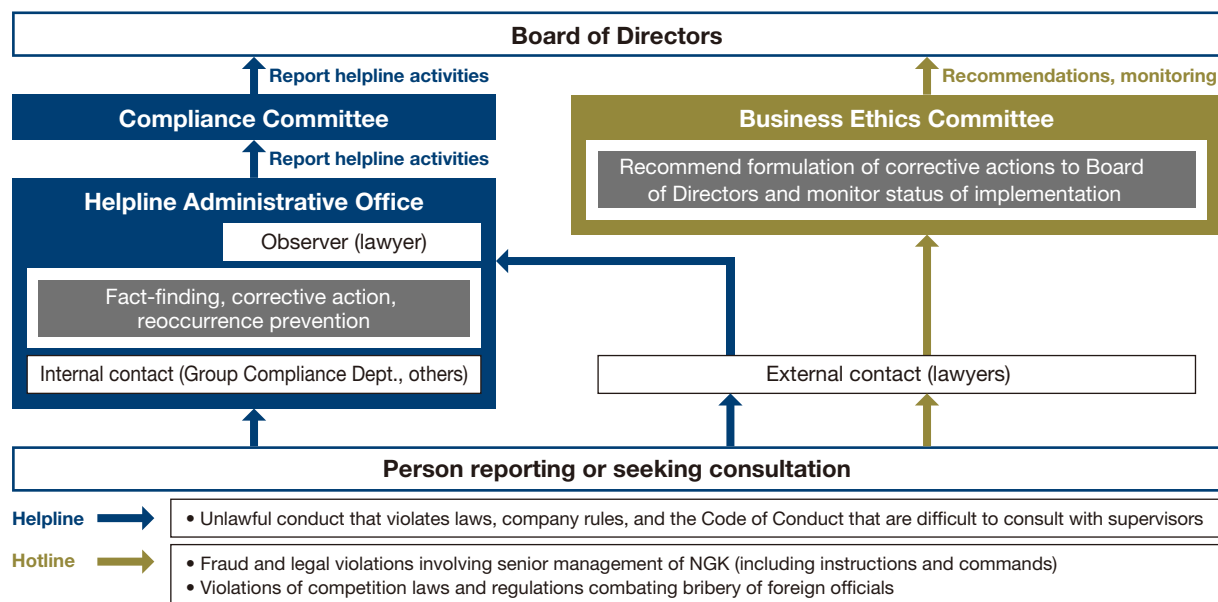 Board of Directors
Report helpline activities
Recommendations, monitoring
Compliance Committee
Business Ethics Committee
Report helpline activities
Recommend formulation of corrective actions to Board
of Directors and monitor status of implementation
Helpline Administrative Office
Observer (lawyer)
Fact-finding, corrective action,
reoccurrence prevention
Internal contact (Group Compliance Dept., others)
External contact (lawyers)
Person reporting or seeking consultation
Helpline
• Unlawful conduct that violates laws, company rules, and the Code of Conduct that are difficult to consult with supervisors
Hotline
• Fraud and legal violations involving senior management of NGK (including instructions and commands)
• Violations of competition laws and regulations combating bribery of foreign officials